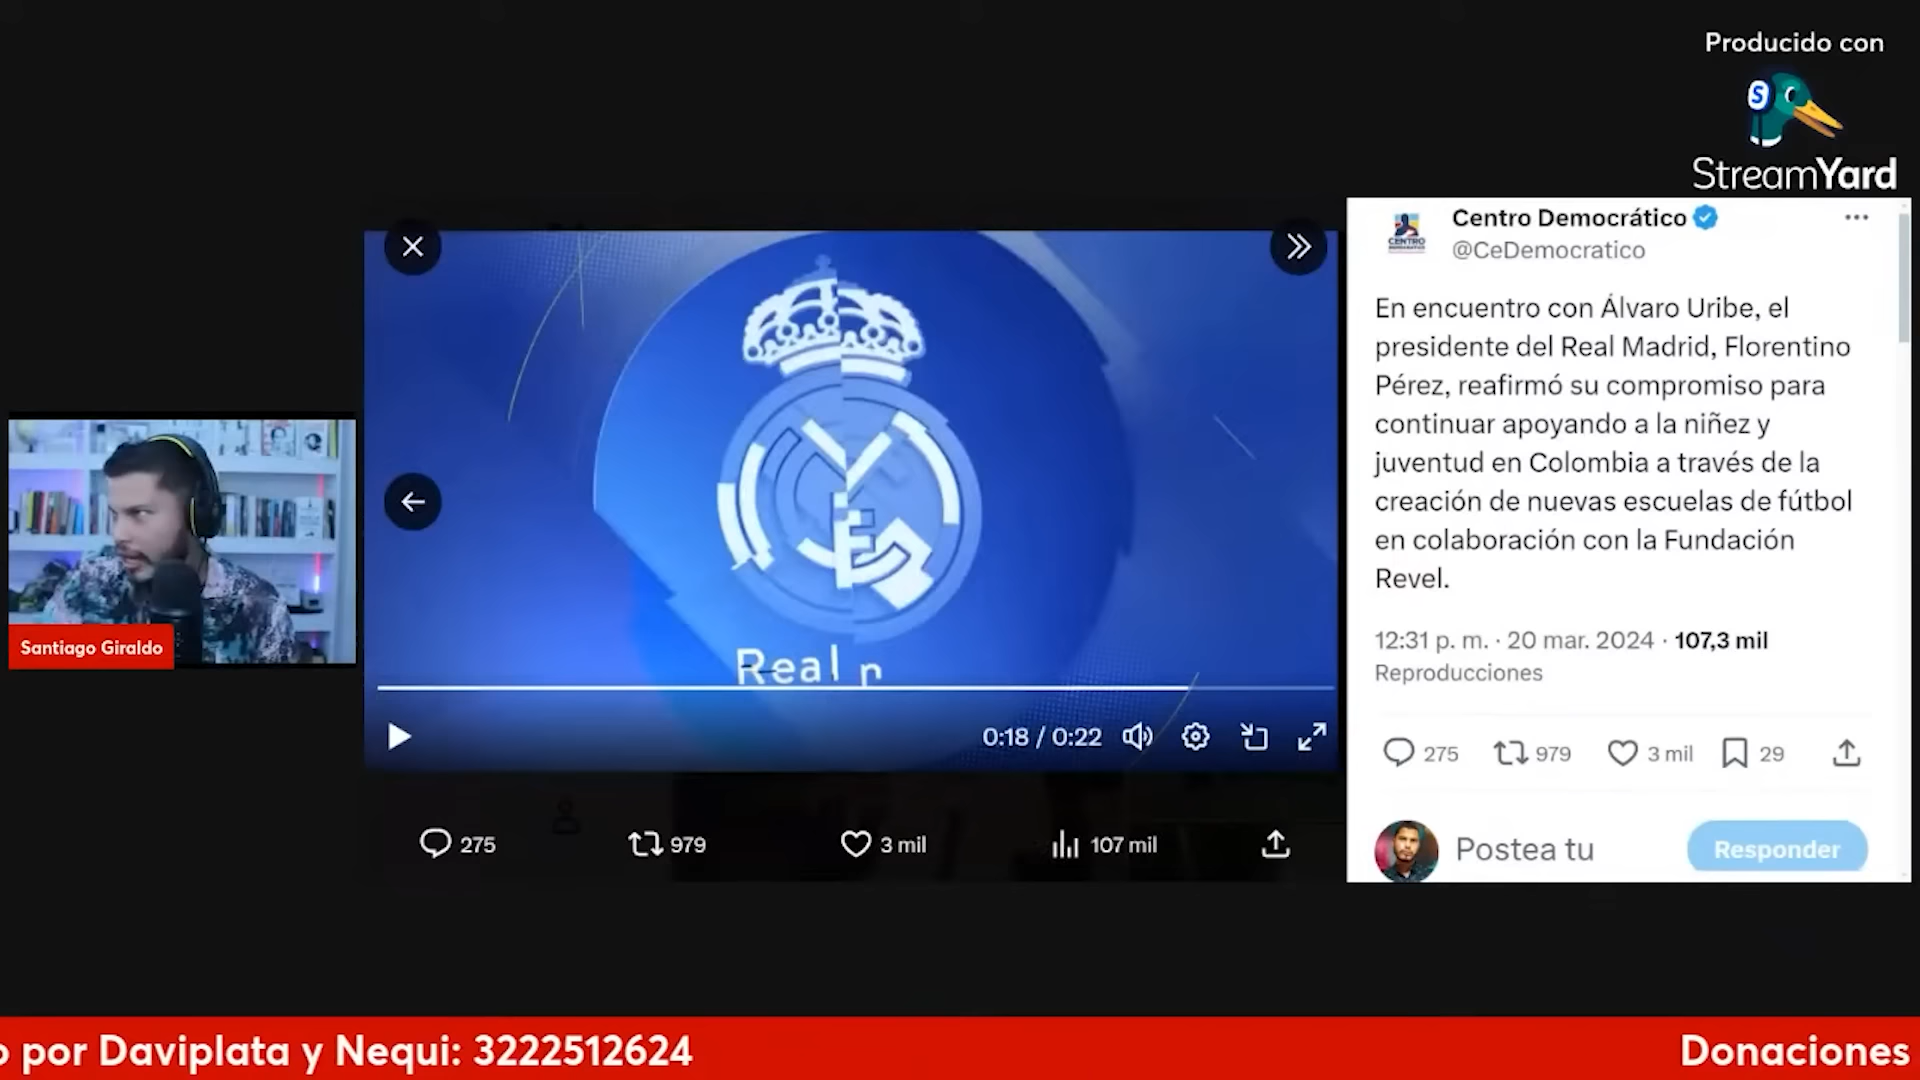 Producido con
StreamYard
Centro Democrático
@CeDemocratico
En encuentro con Álvaro Uribe, el
presidente del Real Madrid, Florentino
Pérez, reafirmó su compromiso para
continuar apoyando a la niñez y
juventud en Colombia a través de la
creación de nuevas escuelas de fútbol
en colaboración con la Fundación
Revel.
12:31 p. m. · 20 mar. 2024 · 107,3 mil
Reproducciones
275 979 3 mil 29
Postea tu
Responder
Real
0:18 / 0:22
275 979 3 mil 107 mil
Santiago Giraldo
o por Daviplata y Nequi: 3222512624
Donaciones